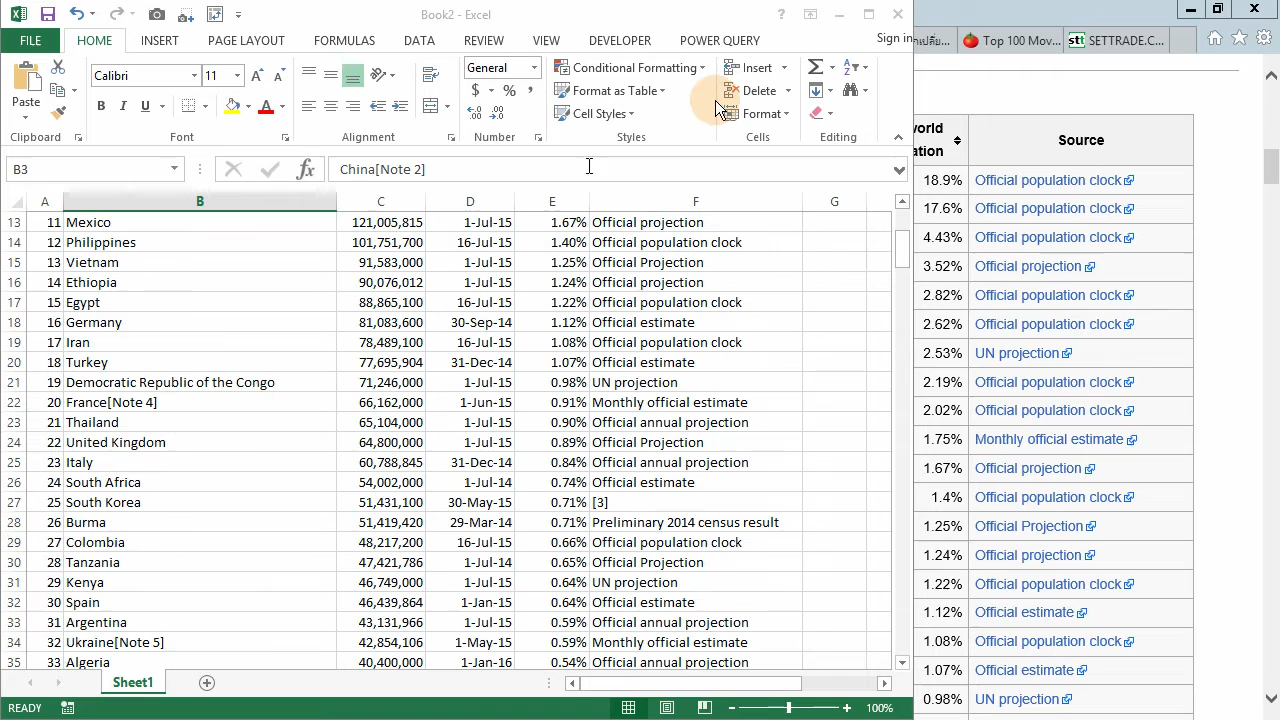 Book2 - Excel
FILE HOME INSERT PAGE LAYOUT FORMULAS DATA REVIEW VIEW DEVELOPER POWER QUERY Sign in
Top 100 Mov... SETTRADE.C...
Calibri 11 General Conditional Formatting Insert
Paste Format as Table Delete
B I U A $ % , Cell Styles Format
Clipboard Font Alignment Number Styles Cells Editing
B3 fx China[Note 2]
A B C D E F G
13 11 Mexico 121,005,815 1-Jul-15 1.67% Official projection
14 12 Philippines 101,751,700 16-Jul-15 1.40% Official population clock
15 13 Vietnam 91,583,000 1-Jul-15 1.25% Official Projection
16 14 Ethiopia 90,076,012 1-Jul-15 1.24% Official projection
17 15 Egypt 88,865,100 16-Jul-15 1.22% Official population clock
18 16 Germany 81,083,600 30-Sep-14 1.12% Official estimate
19 17 Iran 78,489,100 16-Jul-15 1.08% Official population clock
20 18 Turkey 77,695,904 31-Dec-14 1.07% Official estimate
21 19 Democratic Republic of the Congo 71,246,000 1-Jul-15 0.98% UN projection
22 20 France[Note 4] 66,162,000 1-Jun-15 0.91% Monthly official estimate
23 21 Thailand 65,104,000 1-Jul-15 0.90% Official annual projection
24 22 United Kingdom 64,800,000 1-Jul-15 0.89% Official Projection
25 23 Italy 60,788,845 31-Dec-14 0.84% Official annual projection
26 24 South Africa 54,002,000 1-Jul-14 0.74% Official estimate
27 25 South Korea 51,431,100 30-May-15 0.71% [3]
28 26 Burma 51,419,420 29-Mar-14 0.71% Preliminary 2014 census result
29 27 Colombia 48,217,200 16-Jul-15 0.66% Official population clock
30 28 Tanzania 47,421,786 1-Jul-14 0.65% Official Projection
31 29 Kenya 46,749,000 1-Jul-15 0.64% UN projection
32 30 Spain 46,439,864 1-Jan-15 0.64% Official estimate
33 31 Argentina 43,131,966 1-Jul-15 0.59% Official annual projection
34 32 Ukraine[Note 5] 42,854,106 1-May-15 0.59% Monthly official estimate
35 33 Algeria 40,400,000 1-Jan-16 0.54% Official annual projection
Sheet1
READY 100%
world
ation Source
18.9% Official population clock
17.6% Official population clock
4.43% Official population clock
3.52% Official projection
2.82% Official population clock
2.62% Official population clock
2.53% UN projection
2.19% Official population clock
2.02% Official population clock
1.75% Monthly official estimate
1.67% Official projection
1.4% Official population clock
1.25% Official Projection
1.24% Official projection
1.22% Official population clock
1.12% Official estimate
1.08% Official population clock
1.07% Official estimate
0.98% UN projection